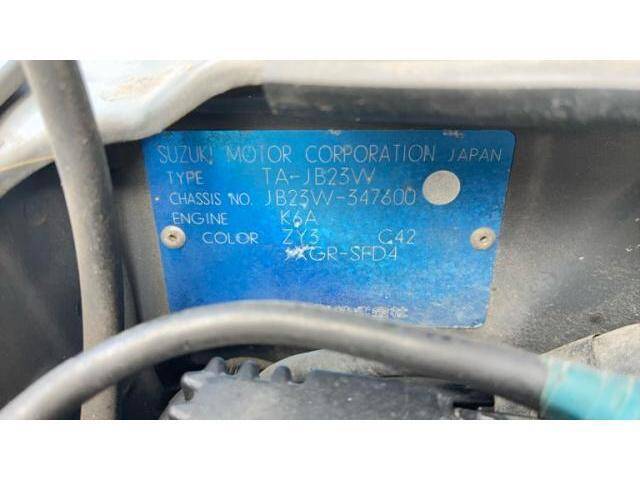 SUZUKI MOTOR CORPORATION JAPAN
TYPE TA-JB23W
CHASSIS NO. JB23W-347600
ENGINE K6A
COLOR ZY3 C42
GR-SFD4